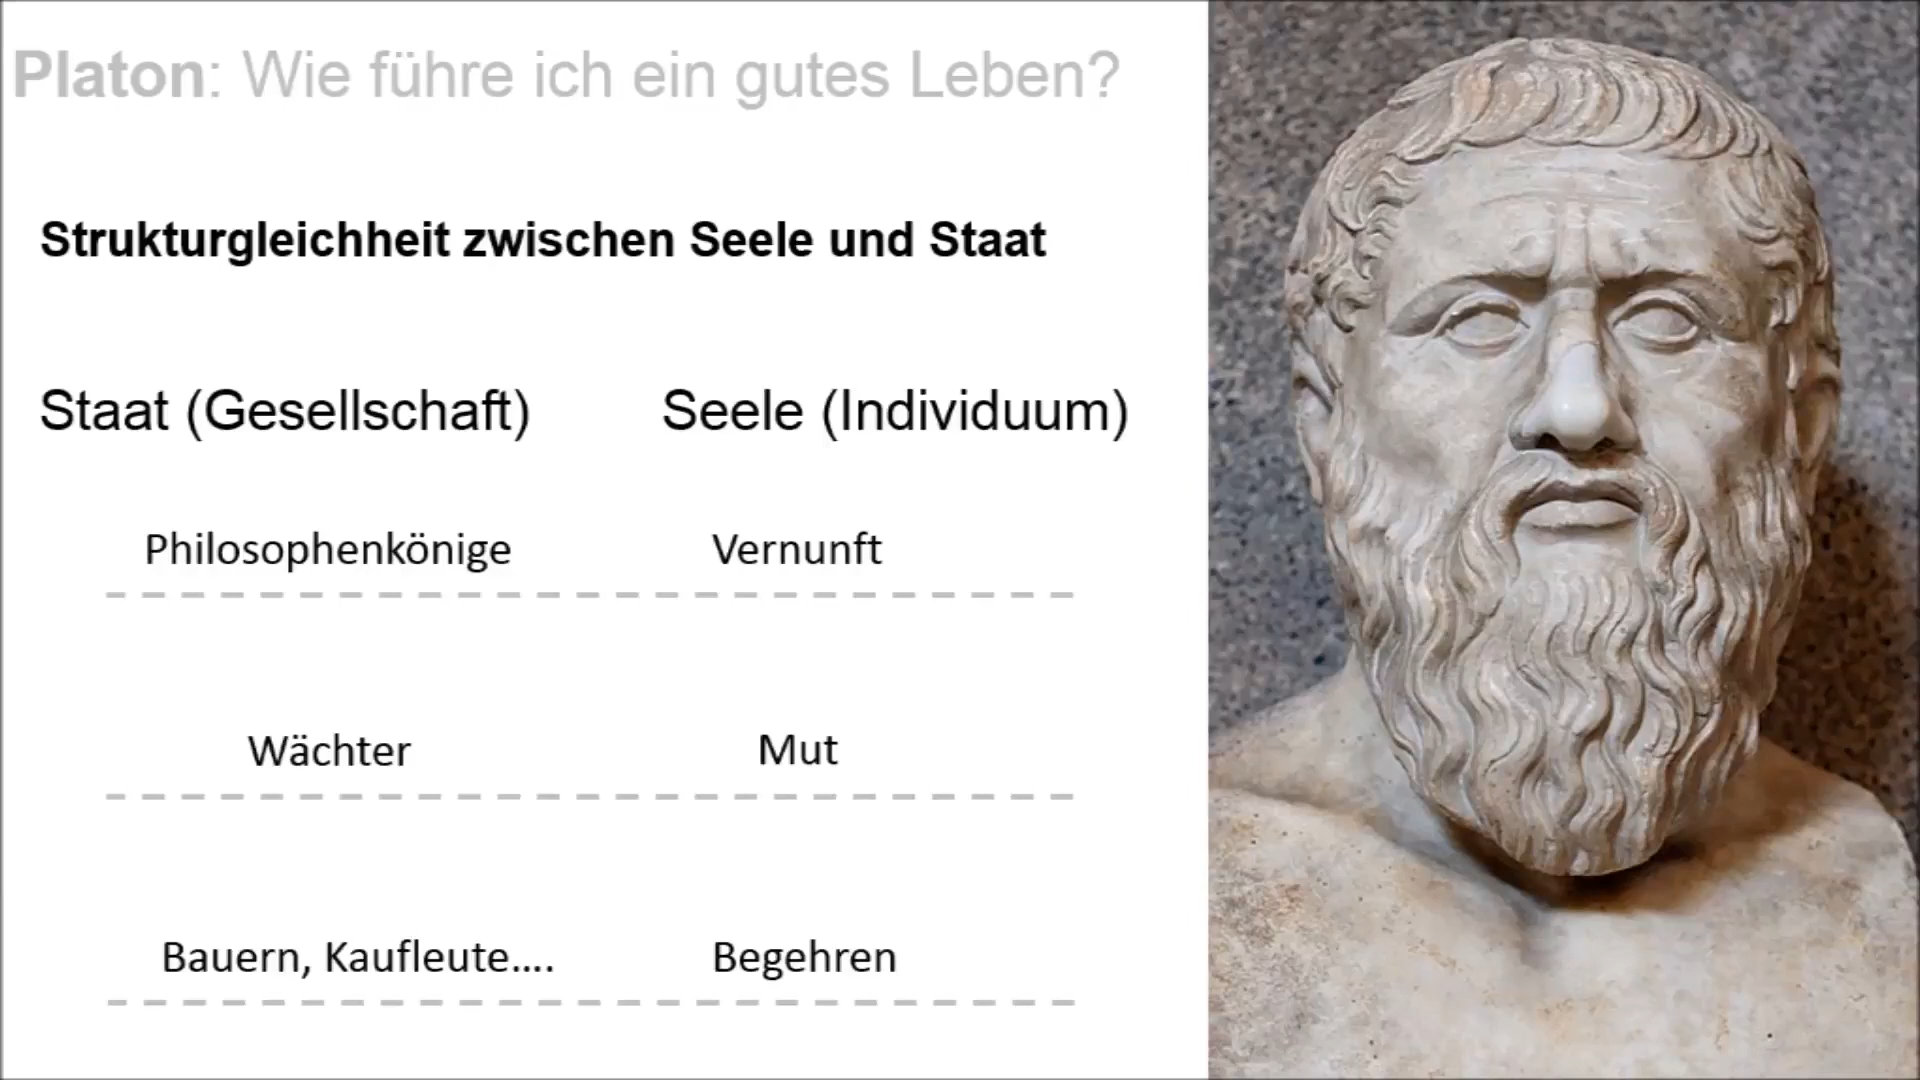 Platon: Wie führe ich ein gutes Leben?
Strukturgleichheit zwischen Seele und Staat
Staat (Gesellschaft) Seele (Individuum)
Philosophenkönige Vernunft
Wächter Mut
Bauern, Kaufleute.... Begehren